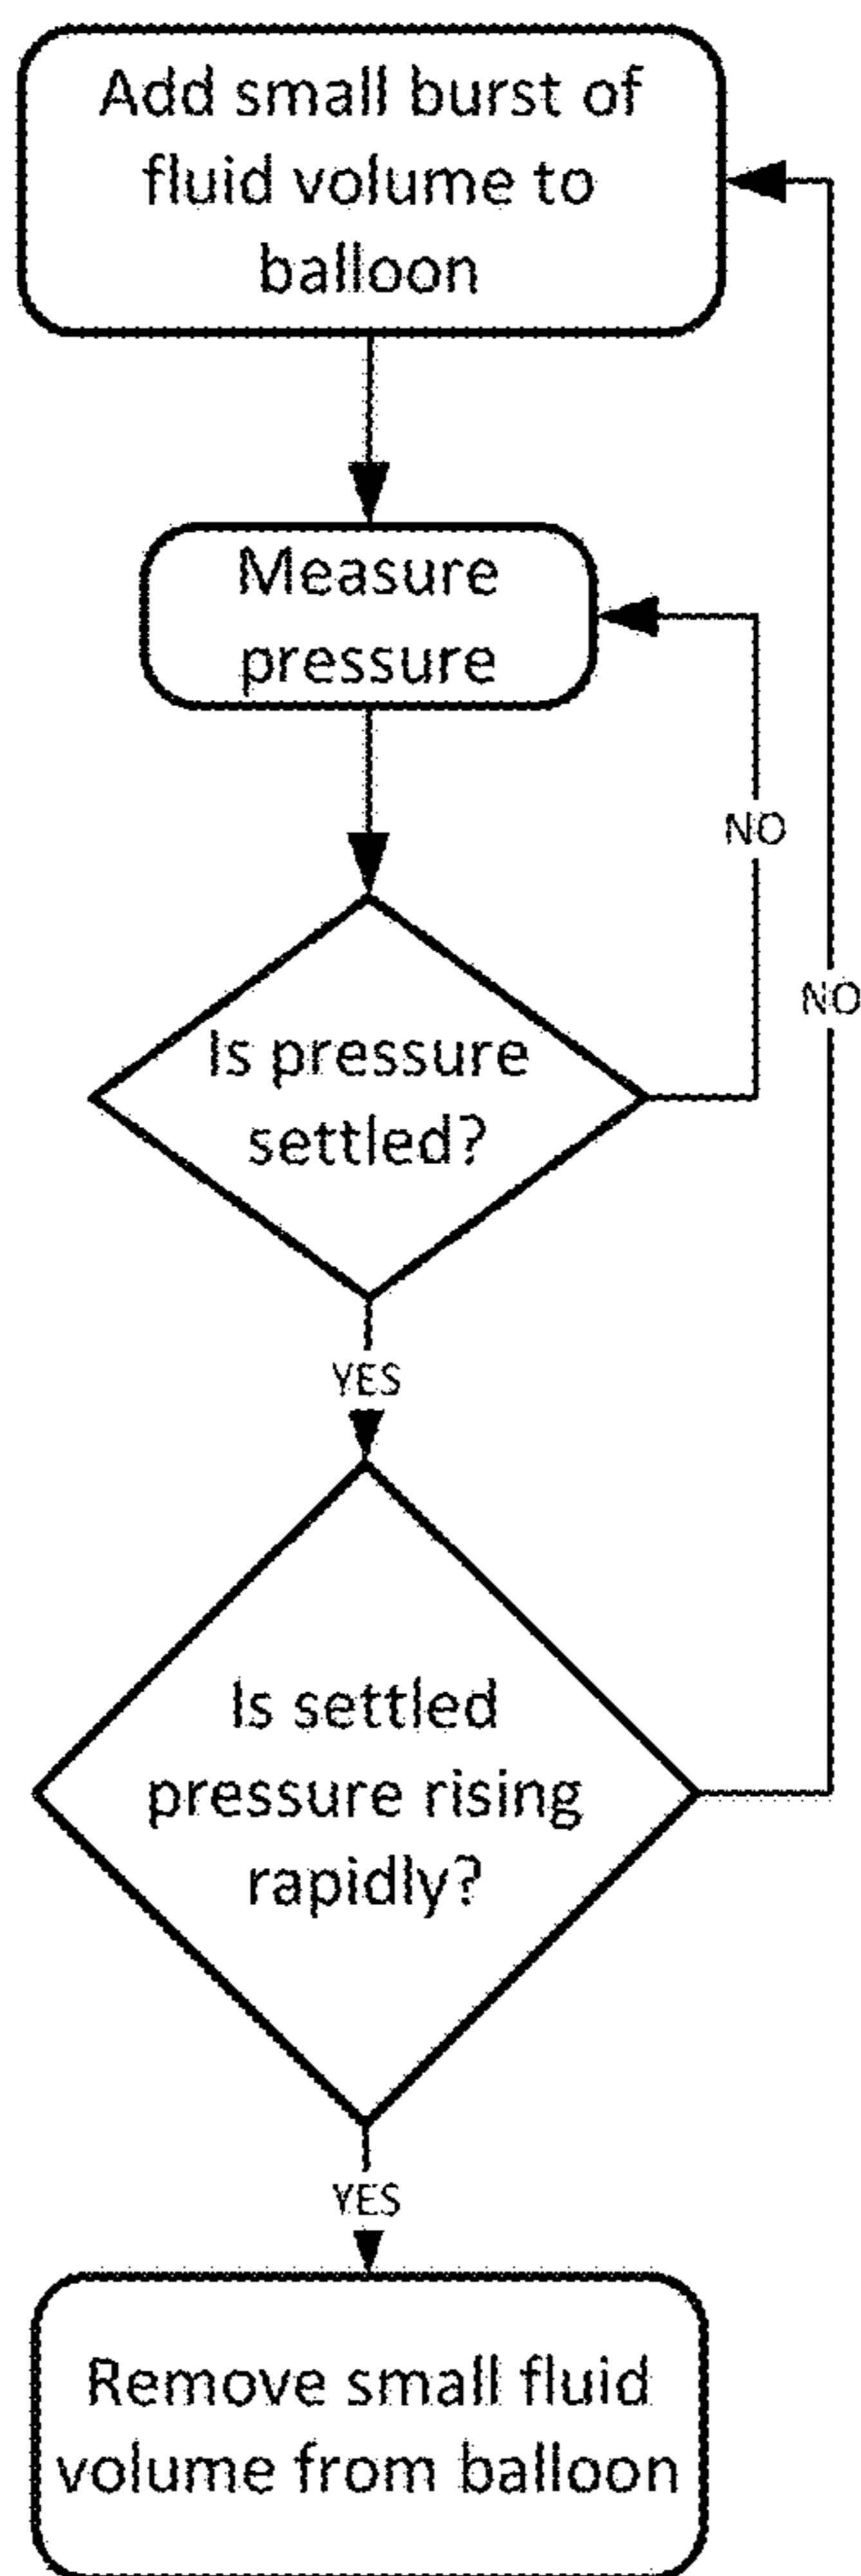 Add small burst of
fluid volume to
balloon
Measure
pressure
NO
NO
Is pressure
settled?
YES
Is settled
pressure rising
rapidly?
YES
Remove small fluid
volume from balloon